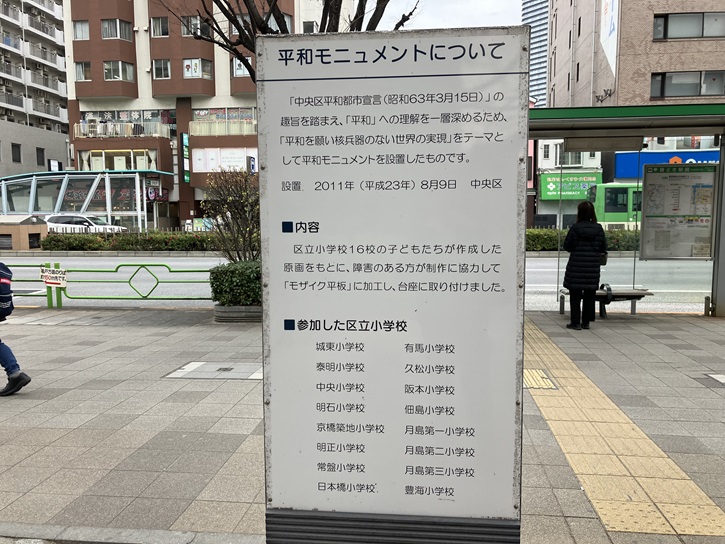 平和モニュメントについて
「中央区平和都市宣言(昭和63年3月15日)」の
趣旨を踏まえ、「平和」への理解を一層深めるため、
「平和を願い核兵器のない世界の実現」をテーマと
して平和モニュメントを設置したものです。
設置 2011年(平成23年)8月9日 中央区
■内容
区立小学校16校の子どもたちが作成した
原画をもとに、障害のある方が制作に協力して
「モザイク平板」に加工し、台座に取り付けました。
■参加した区立小学校
城東小学校 有馬小学校
泰明小学校 久松小学校
中央小学校 阪本小学校
明石小学校 佃島小学校
京橋築地小学校 月島第一小学校
明正小学校 月島第二小学校
常盤小学校 月島第三小学校
日本橋小学校 豊海小学校